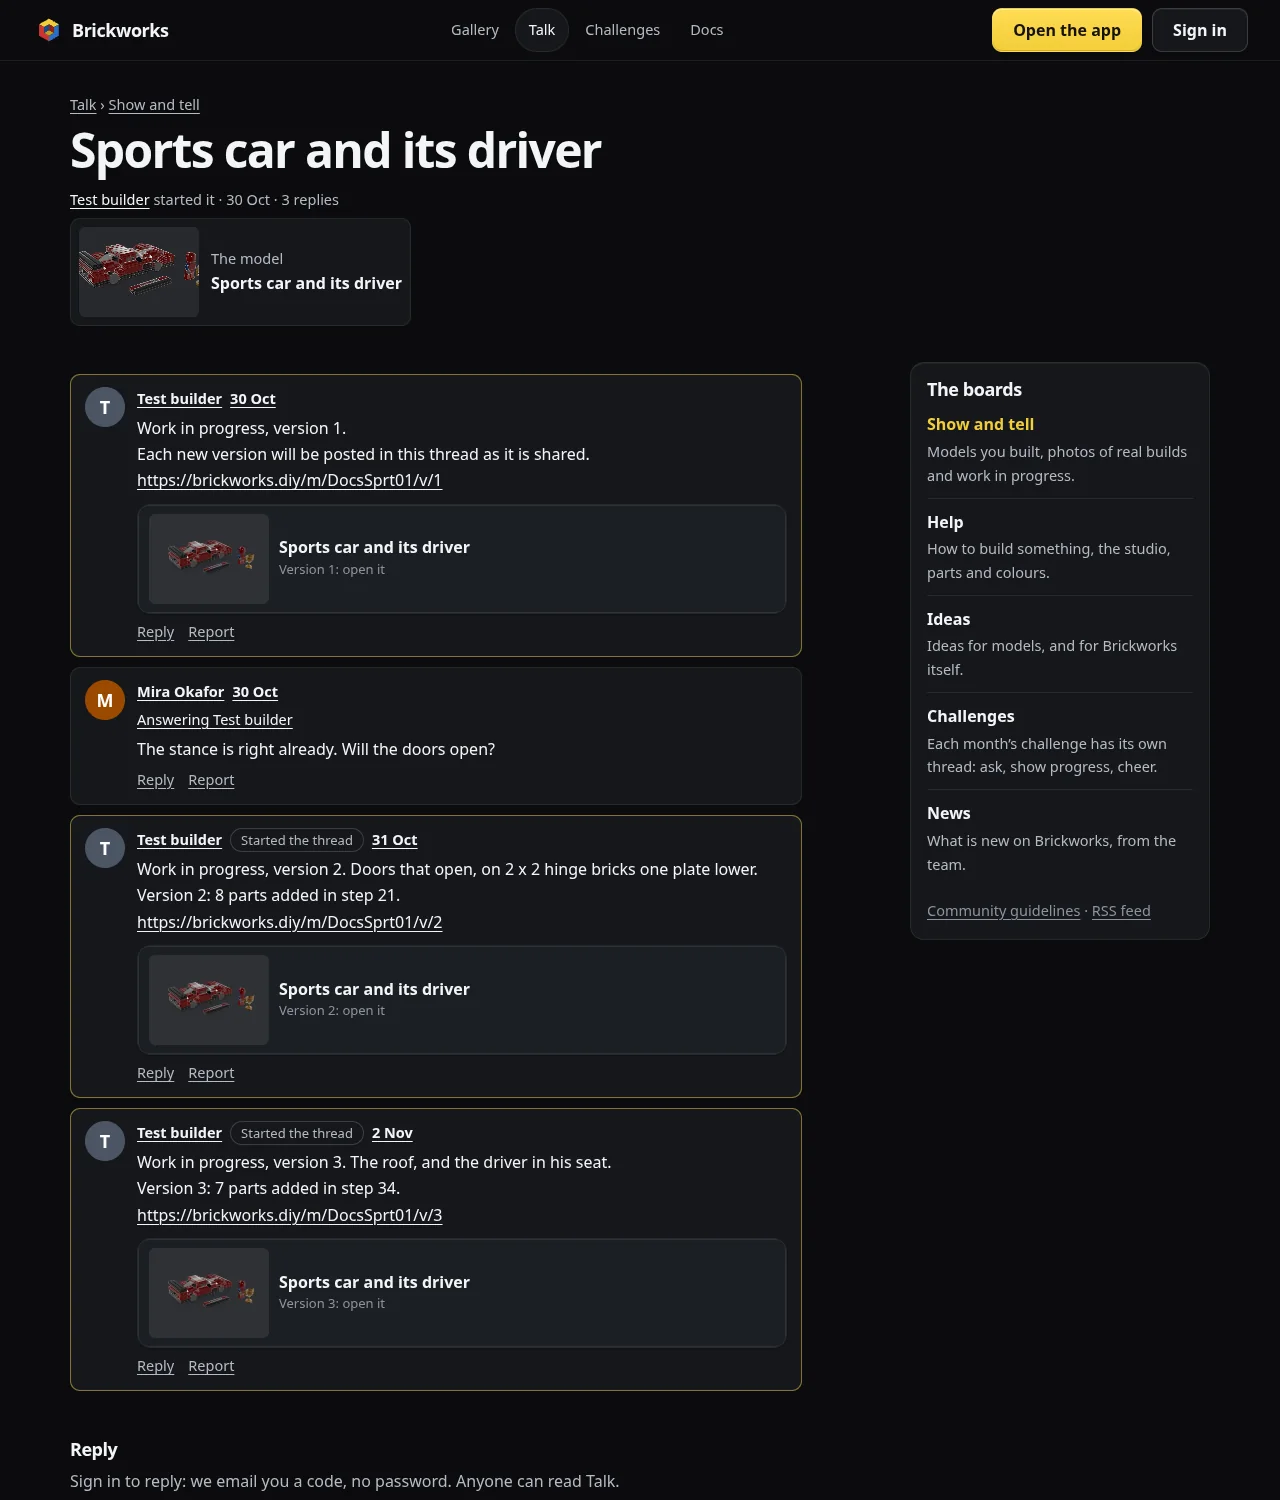 Brickworks
Gallery
Talk
Challenges
Docs
Open the app
Sign in
Talk › Show and tell
Sports car and its driver
Test builder started it · 30 Oct · 3 replies
The model
Sports car and its driver
T
Test builder 30 Oct
Work in progress, version 1.
Each new version will be posted in this thread as it is shared.
https://brickworks.diy/m/DocsSprt01/v/1
Sports car and its driver
Version 1: open it
Reply Report
M
Mira Okafor 30 Oct
Answering Test builder
The stance is right already. Will the doors open?
Reply Report
T
Test builder Started the thread 31 Oct
Work in progress, version 2. Doors that open, on 2 x 2 hinge bricks one plate lower.
Version 2: 8 parts added in step 21.
https://brickworks.diy/m/DocsSprt01/v/2
Sports car and its driver
Version 2: open it
Reply Report
T
Test builder Started the thread 2 Nov
Work in progress, version 3. The roof, and the driver in his seat.
Version 3: 7 parts added in step 34.
https://brickworks.diy/m/DocsSprt01/v/3
Sports car and its driver
Version 3: open it
Reply Report
The boards
Show and tell
Models you built, photos of real builds
and work in progress.
Help
How to build something, the studio,
parts and colours.
Ideas
Ideas for models, and for Brickworks
itself.
Challenges
Each month's challenge has its own
thread: ask, show progress, cheer.
News
What is new on Brickworks, from the
team.
Community guidelines · RSS feed
Reply
Sign in to reply: we email you a code, no password. Anyone can read Talk.